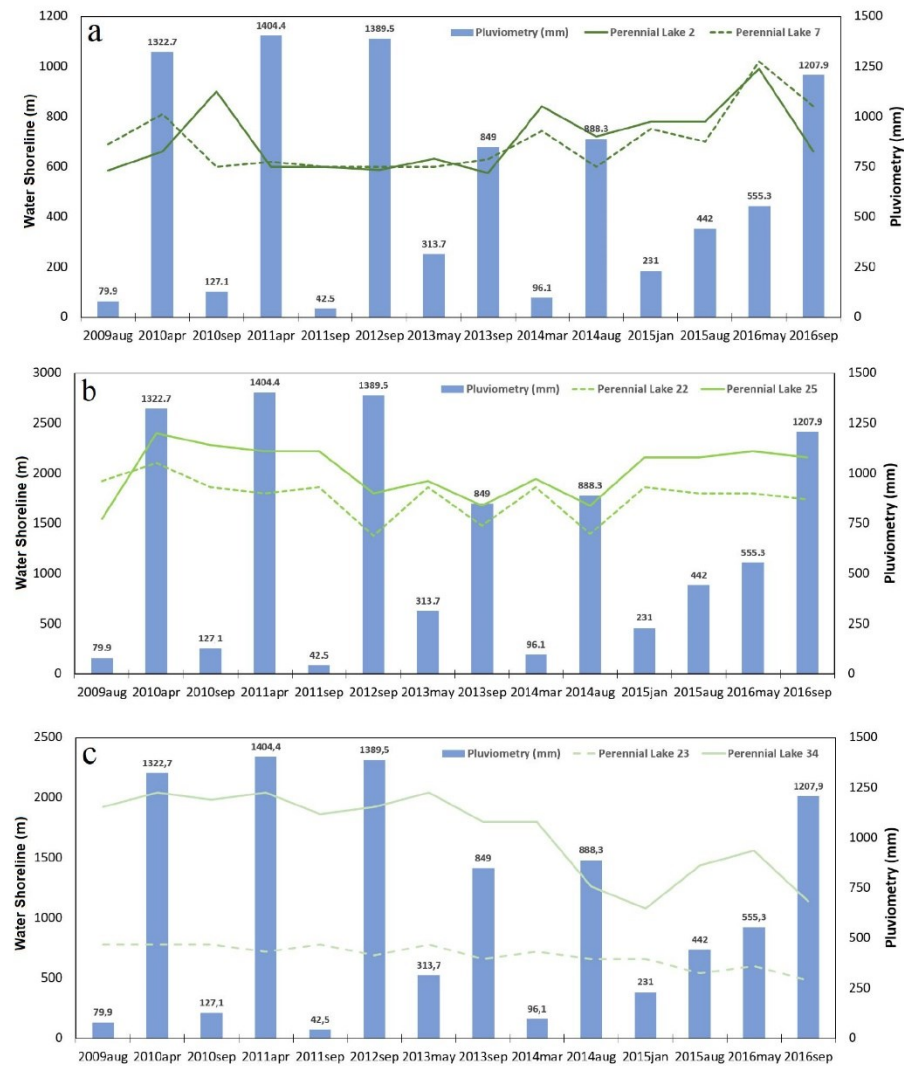 a
Pluviometry (mm) Perennial Lake 2 Perennial Lake 7
Water Shoreline (m)
1200
1000
800
600
400
200
0
79.9 1322.7 127.1 1404.4 42.5 1389.5 313.7 849 96.1 888.3 231 442 555.3 1207.9
1500
1250
1000
750
500
250
0
Pluviometry (mm)
2009aug 2010apr 2010sep 2011apr 2011sep 2012sep 2013may 2013sep 2014mar 2014aug 2015jan 2015aug 2016may 2016sep
b
Pluviometry (mm) Perennial Lake 22 Perennial Lake 25
Water Shoreline (m)
3000
2500
2000
1500
1000
500
0
79.9 1322.7 127 1 1404.4 42.5 1389.5 313.7 849 96.1 888.3 231 442 555.3 1207.9
1500
1250
1000
750
500
250
0
Pluviometry (mm)
2009aug 2010apr 2010sep 2011apr 2011sep 2012sep 2013may 2013sep 2014mar 2014aug 2015jan 2015aug 2016may 2016sep
c
Pluviometry (mm) Perennial Lake 23 Perennial Lake 34
Water Shoreline (m)
2500
2000
1500
1000
500
0
79,9 1322,7 127,1 1404,4 42,5 1389,5 313,7 849 96,1 888,3 231 442 555,3 1207,9
1500
1250
1000
750
500
250
0
Pluviometry (mm)
2009aug 2010apr 2010sep 2011apr 2011sep 2012sep 2013may 2013sep 2014mar 2014aug 2015jan 2015aug 2016may 2016sep